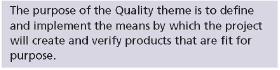 The purpose of the Quality theme is to define
and implement the means by which the project
will create and verify products that are fit for
purpose.